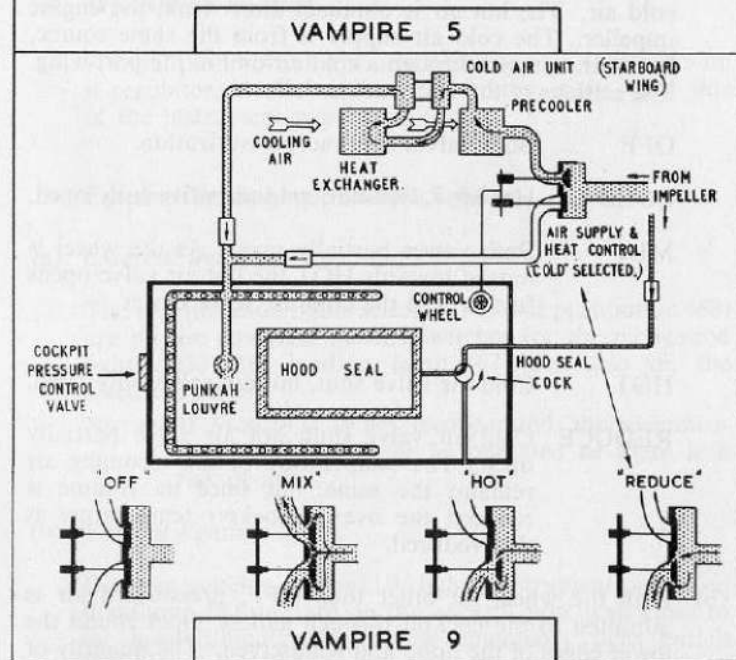 VAMPIRE 5
COLD AIR UNIT
(STARBOARD
WING)
PRECOOLER
COOLING
AIR
HEAT
EXCHANGER.
FROM
IMPELLER
AIR SUPPLY &
HEAT CONTROL
("COLD" SELECTED.)
CONTROL
WHEEL
COCKPIT
PRESSURE
CONTROL
VALVE
PUNKAH
LOUVRE
HOOD SEAL
HOOD SEAL
COCK
OFF
MIX
HOT
REDUCE
VAMPIRE 9